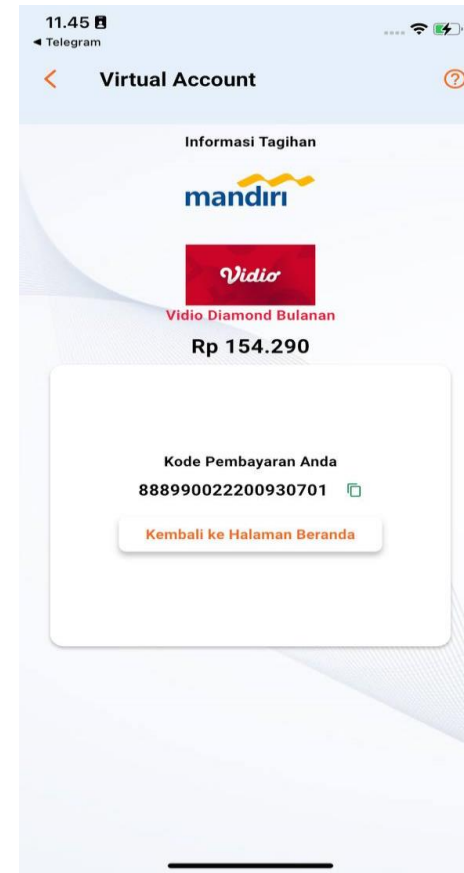 11.45
◄ Telegram
Virtual Account
Informasi Tagihan
mandırı
Vidio
Vidio Diamond Bulanan
Rp 154.290
Kode Pembayaran Anda
888990022200930701
Kembali ke Halaman Beranda